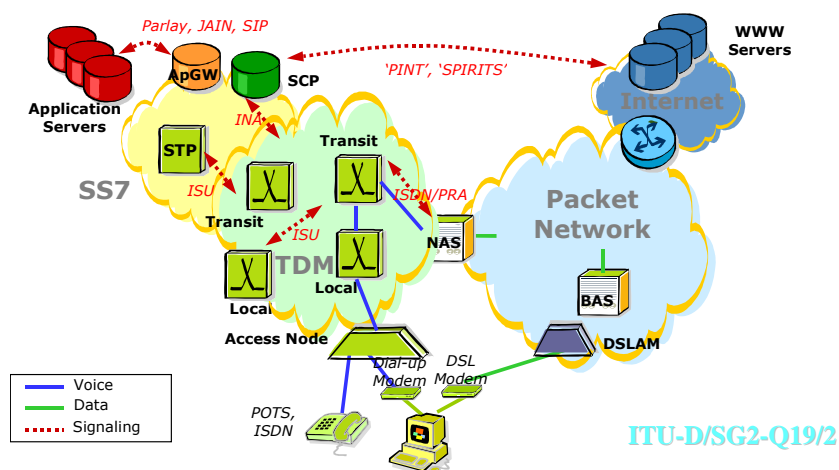 Parlay, JAIN, SIP
WWW
Servers
ApGW
SCP
'PINT', 'SPIRITS'
Application
Servers
Internet
INA
Transit
STP
SS7
ISU
ISDN/PRA
Packet
Network
Transit
ISU
NAS
TDM
Local
Local
BAS
Access Node
DSLAM
Dial-up
Modem
DSL
Modem
Voice
Data
Signaling
POTS,
ISDN
ITU-D/SG2-Q19/2